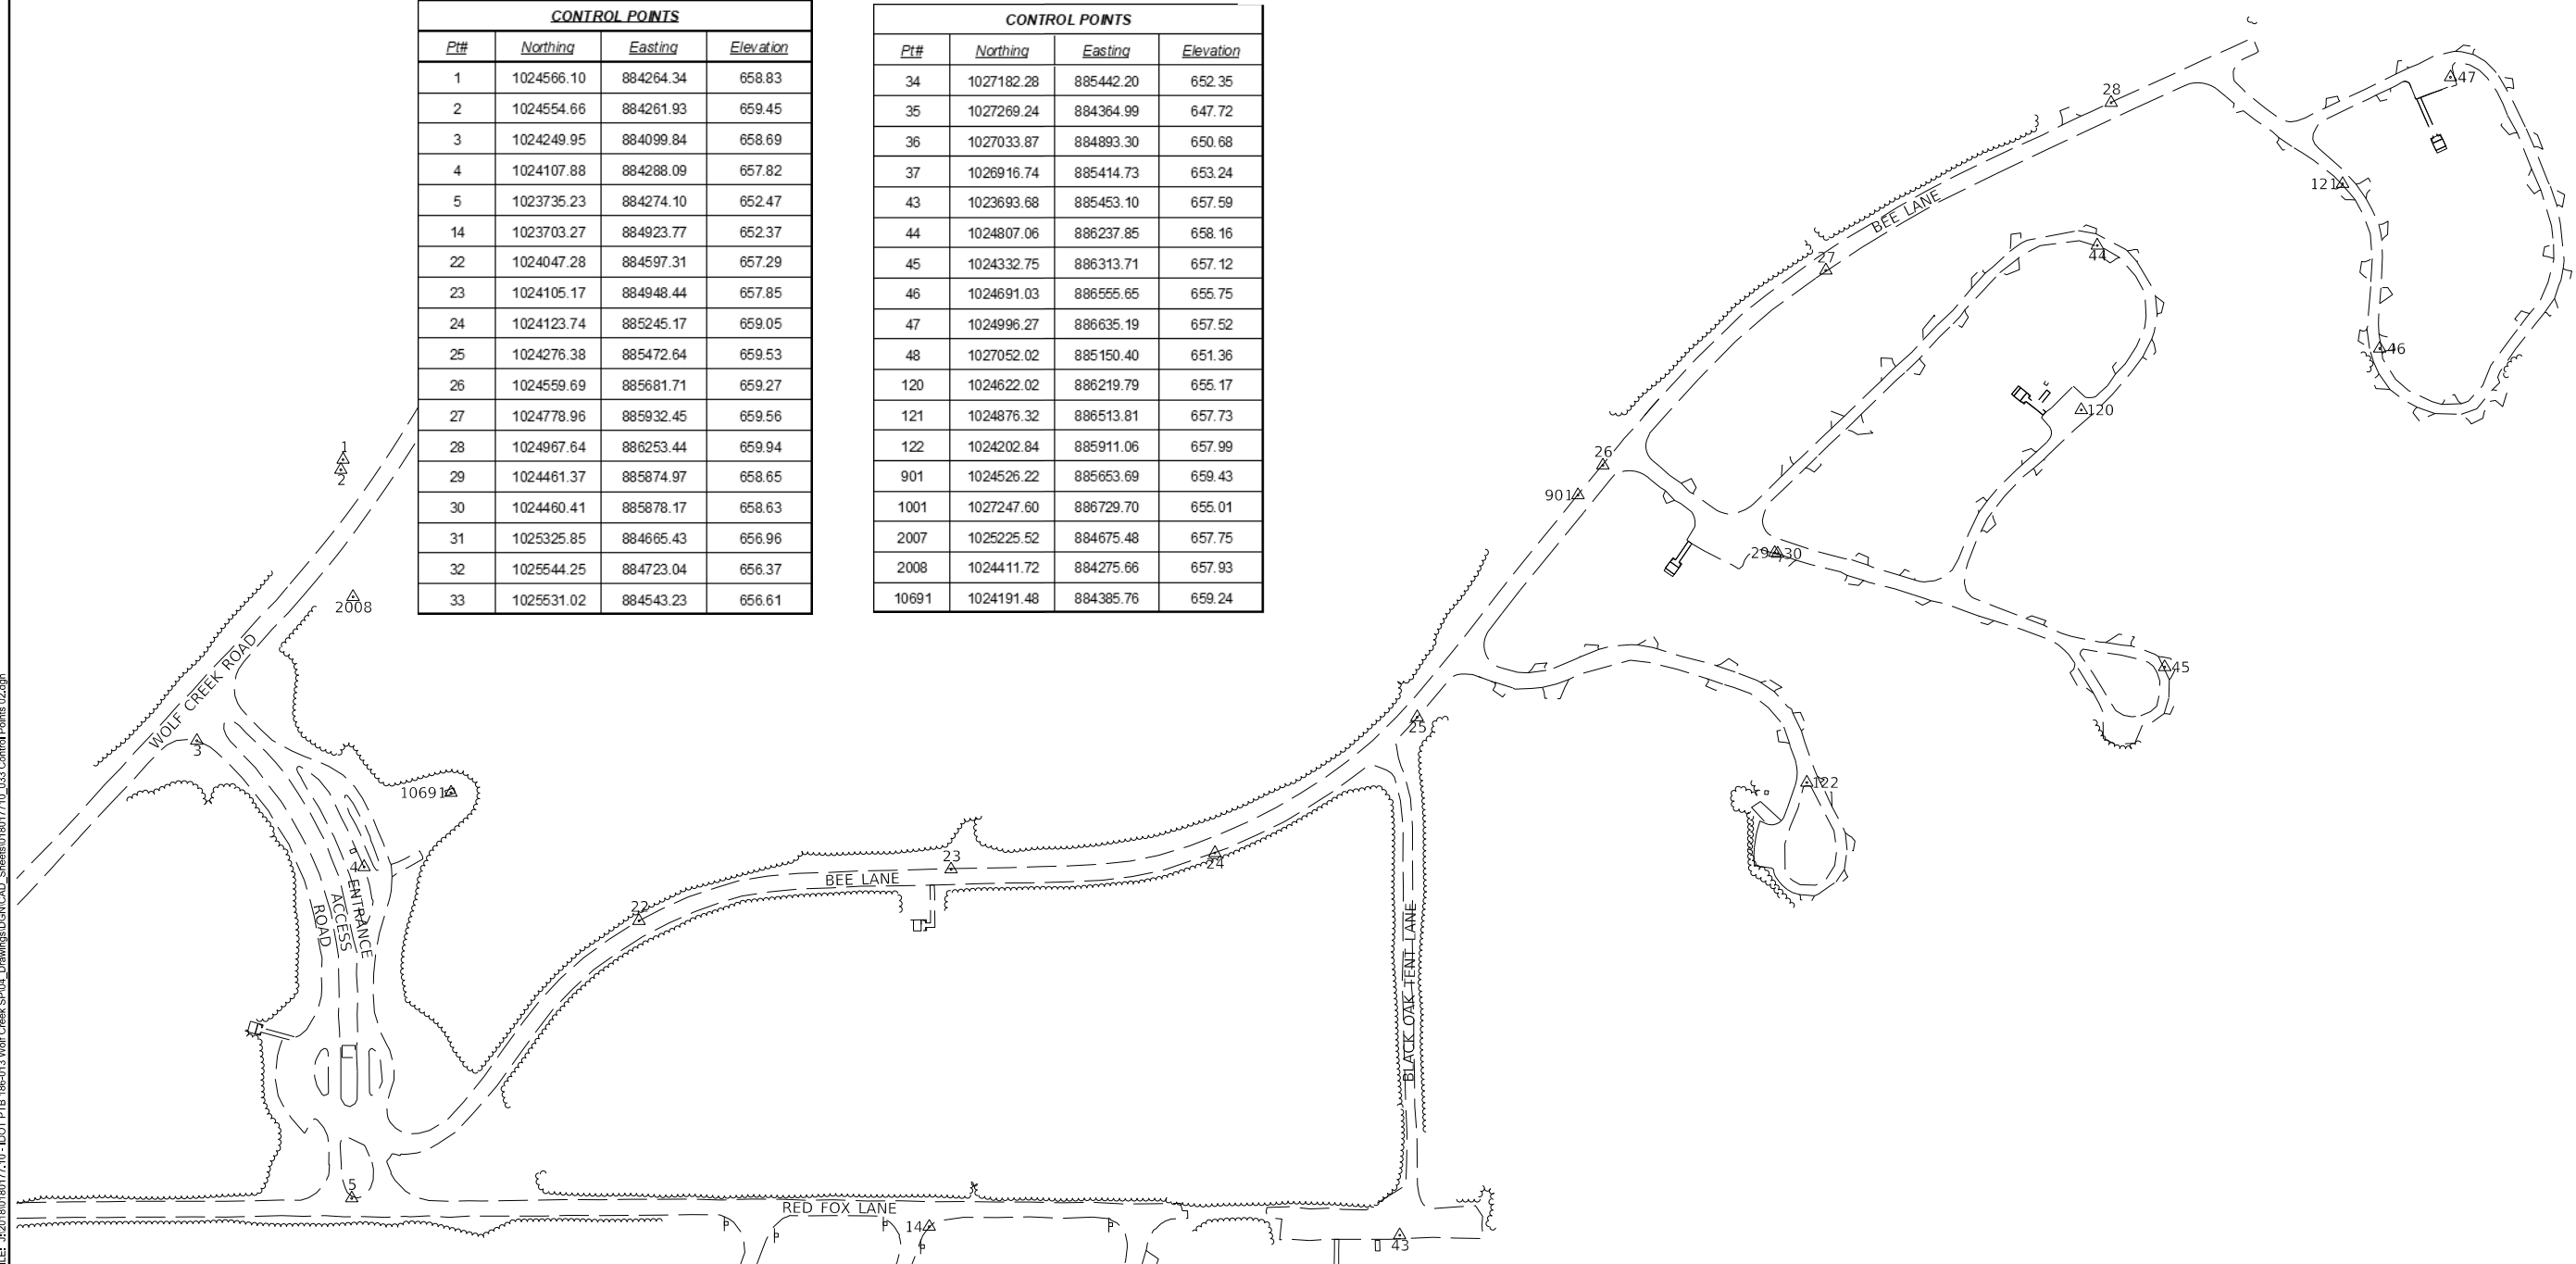 CONTROL POINTS
Pt# Northing Easting Elevation
1 1024566.10 884264.34 658.83
2 1024554.66 884261.93 659.45
3 1024249.95 884099.84 658.69
4 1024107.88 884288.09 657.82
5 1023735.23 884274.10 652.47
14 1023703.27 884923.77 652.37
22 1024047.28 884597.31 657.29
23 1024105.17 884948.44 657.85
24 1024123.74 885245.17 659.05
25 1024276.38 885472.64 659.53
26 1024559.69 885681.71 659.27
27 1024778.96 885932.45 659.56
28 1024967.64 886253.44 659.94
29 1024461.37 885874.97 658.65
30 1024460.41 885878.17 658.63
31 1025325.85 884665.43 656.96
32 1025544.25 884723.04 656.37
33 1025531.02 884543.23 656.61
CONTROL POINTS
Pt# Northing Easting Elevation
34 1027182.28 885442.20 652.35
35 1027269.24 884364.99 647.72
36 1027033.87 884893.30 650.68
37 1026916.74 885414.73 653.24
43 1023693.68 885453.10 657.59
44 1024807.06 886237.85 658.16
45 1024332.75 886313.71 657.12
46 1024691.03 886555.65 655.75
47 1024996.27 886635.19 657.52
48 1027052.02 885150.40 651.36
120 1024622.02 886219.79 655.17
121 1024876.32 886513.81 657.73
122 1024202.84 885911.06 657.99
901 1024526.22 885653.69 659.43
1001 1027247.60 886729.70 655.01
2007 1025225.52 884675.48 657.75
2008 1024411.72 884275.66 657.93
10691 1024191.48 884385.76 659.24
47
28
121
BEE LANE
44
27
46
120
1
2
26
901
29 30
2008
WOLF CREEK ROAD
45
3
25
10691
122
4
23
24
BEE LANE
22
ENTRANCE
ACCESS
ROAD
BLACK OAK TENT LANE
5
RED FOX LANE
14
43